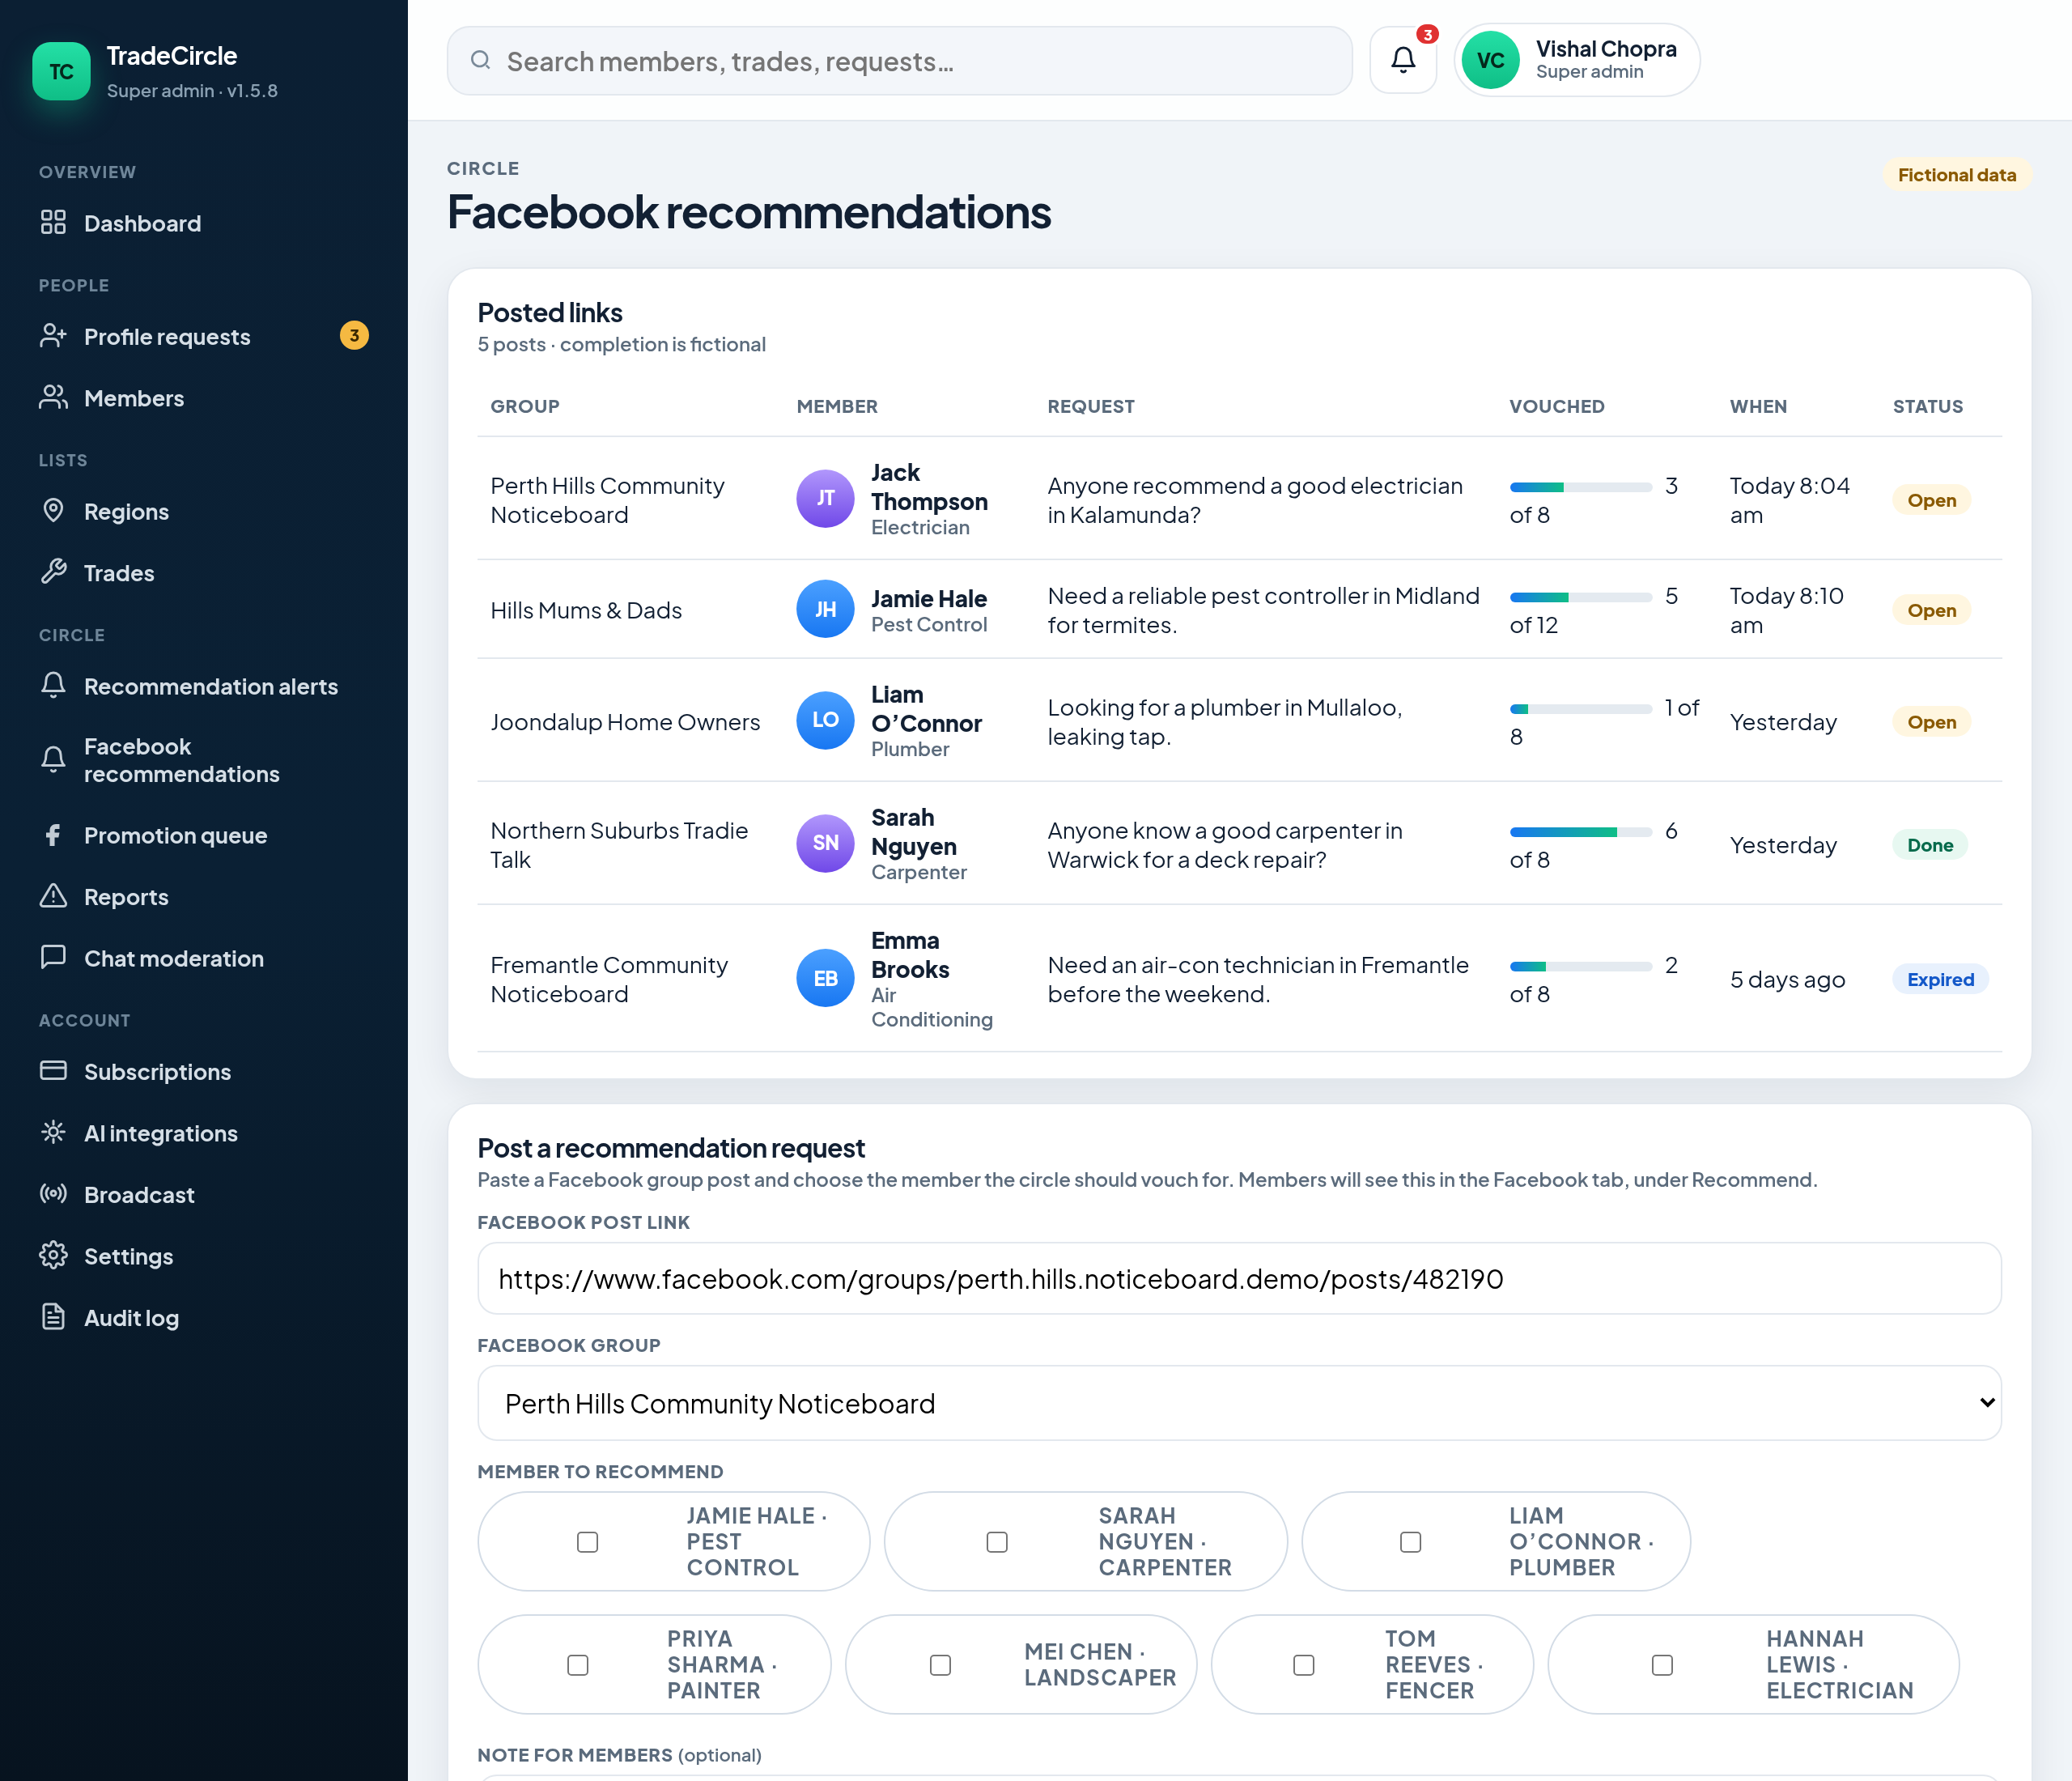 TC
TradeCircle
Super admin · v1.5.8
OVERVIEW
Dashboard
PEOPLE
Profile requests
3
Members
LISTS
Regions
Trades
CIRCLE
Recommendation alerts
Facebook
recommendations
Promotion queue
Reports
Chat moderation
ACCOUNT
Subscriptions
AI integrations
Broadcast
Settings
Audit log
Search members, trades, requests…
3
VC
Vishal Chopra
Super admin
CIRCLE
Facebook recommendations
Fictional data
Posted links
5 posts · completion is fictional
GROUP MEMBER REQUEST VOUCHED WHEN STATUS
Perth Hills Community
Noticeboard
JT
Jack
Thompson
Electrician
Anyone recommend a good electrician
in Kalamunda?
3
of 8
Today 8:04
am
Open
Hills Mums & Dads
JH
Jamie Hale
Pest Control
Need a reliable pest controller in Midland
for termites.
5
of 12
Today 8:10
am
Open
Joondalup Home Owners
LO
Liam
O’Connor
Plumber
Looking for a plumber in Mullaloo,
leaking tap.
1 of
8
Yesterday
Open
Northern Suburbs Tradie
Talk
SN
Sarah
Nguyen
Carpenter
Anyone know a good carpenter in
Warwick for a deck repair?
6
of 8
Yesterday
Done
Fremantle Community
Noticeboard
EB
Emma
Brooks
Air
Conditioning
Need an air-con technician in Fremantle
before the weekend.
2
of 8
5 days ago
Expired
Post a recommendation request
Paste a Facebook group post and choose the member the circle should vouch for. Members will see this in the Facebook tab, under Recommend.
FACEBOOK POST LINK
https://www.facebook.com/groups/perth.hills.noticeboard.demo/posts/482190
FACEBOOK GROUP
Perth Hills Community Noticeboard
MEMBER TO RECOMMEND
JAMIE HALE ·
PEST
CONTROL
SARAH
NGUYEN ·
CARPENTER
LIAM
O’CONNOR ·
PLUMBER
PRIYA
SHARMA ·
PAINTER
MEI CHEN ·
LANDSCAPER
TOM
REEVES ·
FENCER
HANNAH
LEWIS ·
ELECTRICIAN
NOTE FOR MEMBERS (optional)